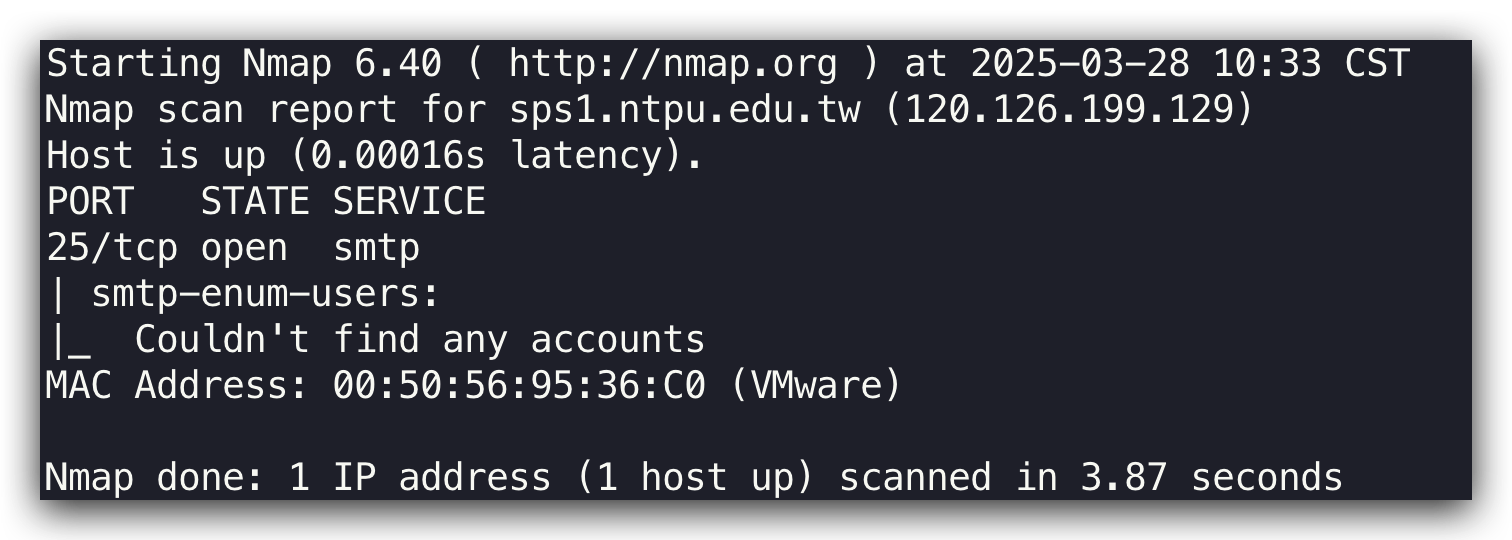 Starting Nmap 6.40 ( http://nmap.org ) at 2025-03-28 10:33 CST
Nmap scan report for sps1.ntpu.edu.tw (120.126.199.129)
Host is up (0.00016s latency).
PORT   STATE SERVICE
25/tcp open  smtp
| smtp-enum-users:
|_  Couldn't find any accounts
MAC Address: 00:50:56:95:36:C0 (VMware)

Nmap done: 1 IP address (1 host up) scanned in 3.87 seconds